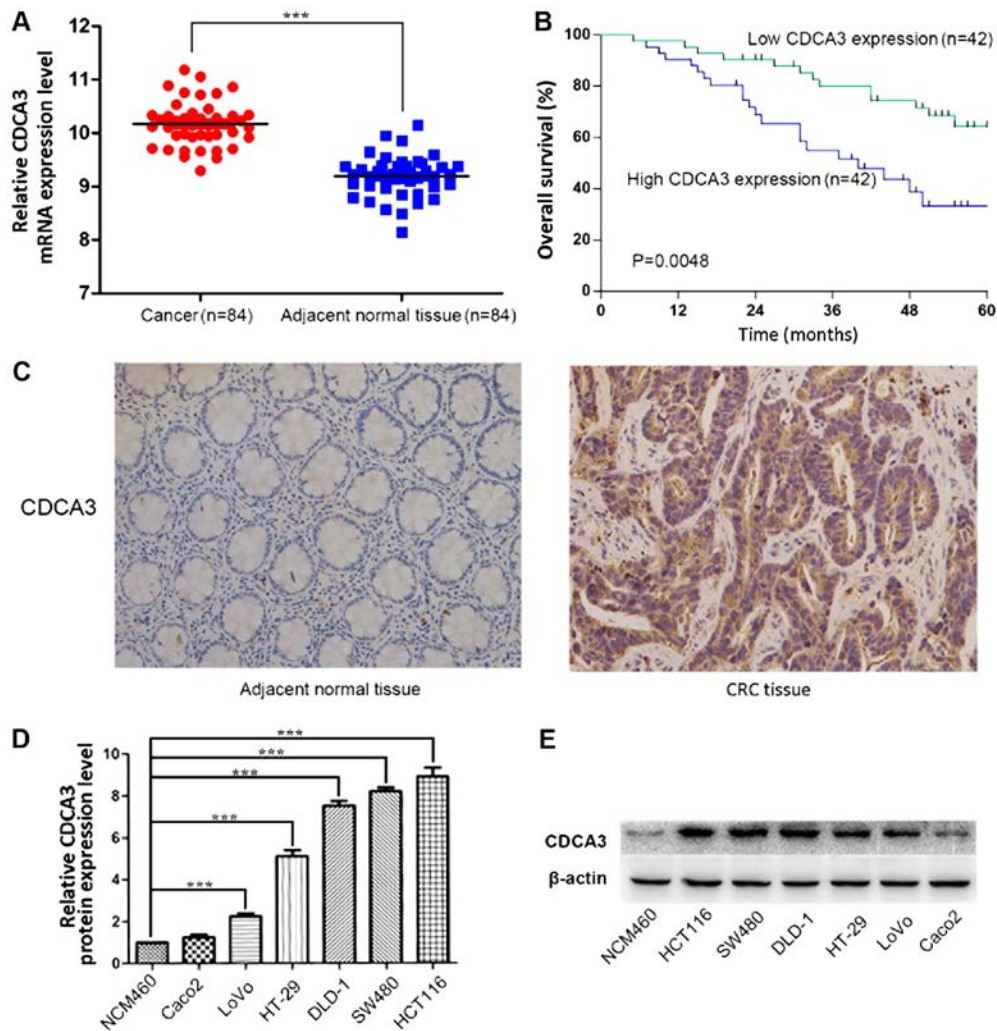 A
***
Relative CDCA3
mRNA expression level
12
11
10
9
8
7
Cancer (n=84)
Adjacent normal tissue (n=84)
B
Overall survival (%)
100
80
60
40
20
0
Low CDCA3 expression (n=42)
High CDCA3 expression (n=42)
P=0.0048
0 12 24 36 48 60
Time (months)
C
CDCA3
Adjacent normal tissue
CRC tissue
D
Relative CDCA3
protein expression level
10
8
6
4
2
0
***
***
***
***
***
NCM460 Caco2 LoVo HT-29 DLD-1 SW480 HCT116
E
CDCA3
β-actin
NCM460 HCT116 SW480 DLD-1 HT-29 LoVo Caco2